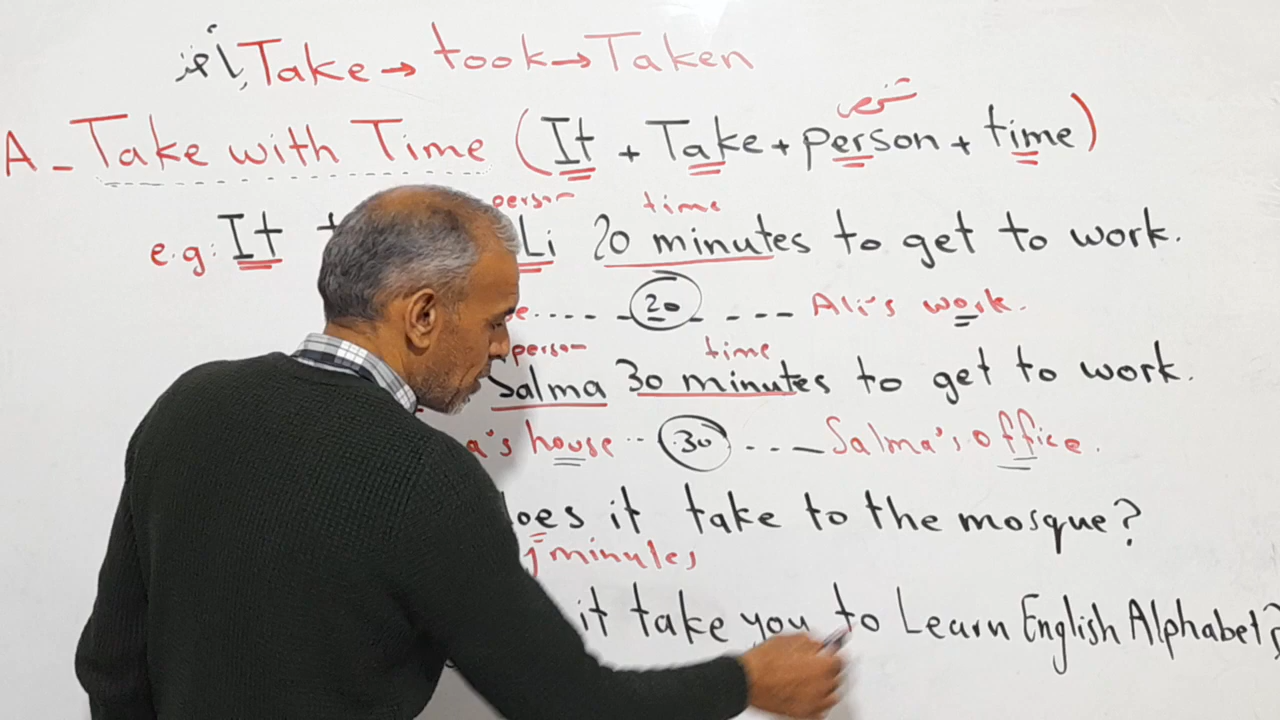 يأخذ Take → took → Taken
شخص
A - Take with Time (It + Take + person + time)
person time
e.g: It Li 20 minutes to get to work.
20 Ali's work.
person time
Salma 30 minutes to get to work.
a's house 30 Salma's office.
oes it take to the mosque?
minutes
it take you to Learn English Alphabet?